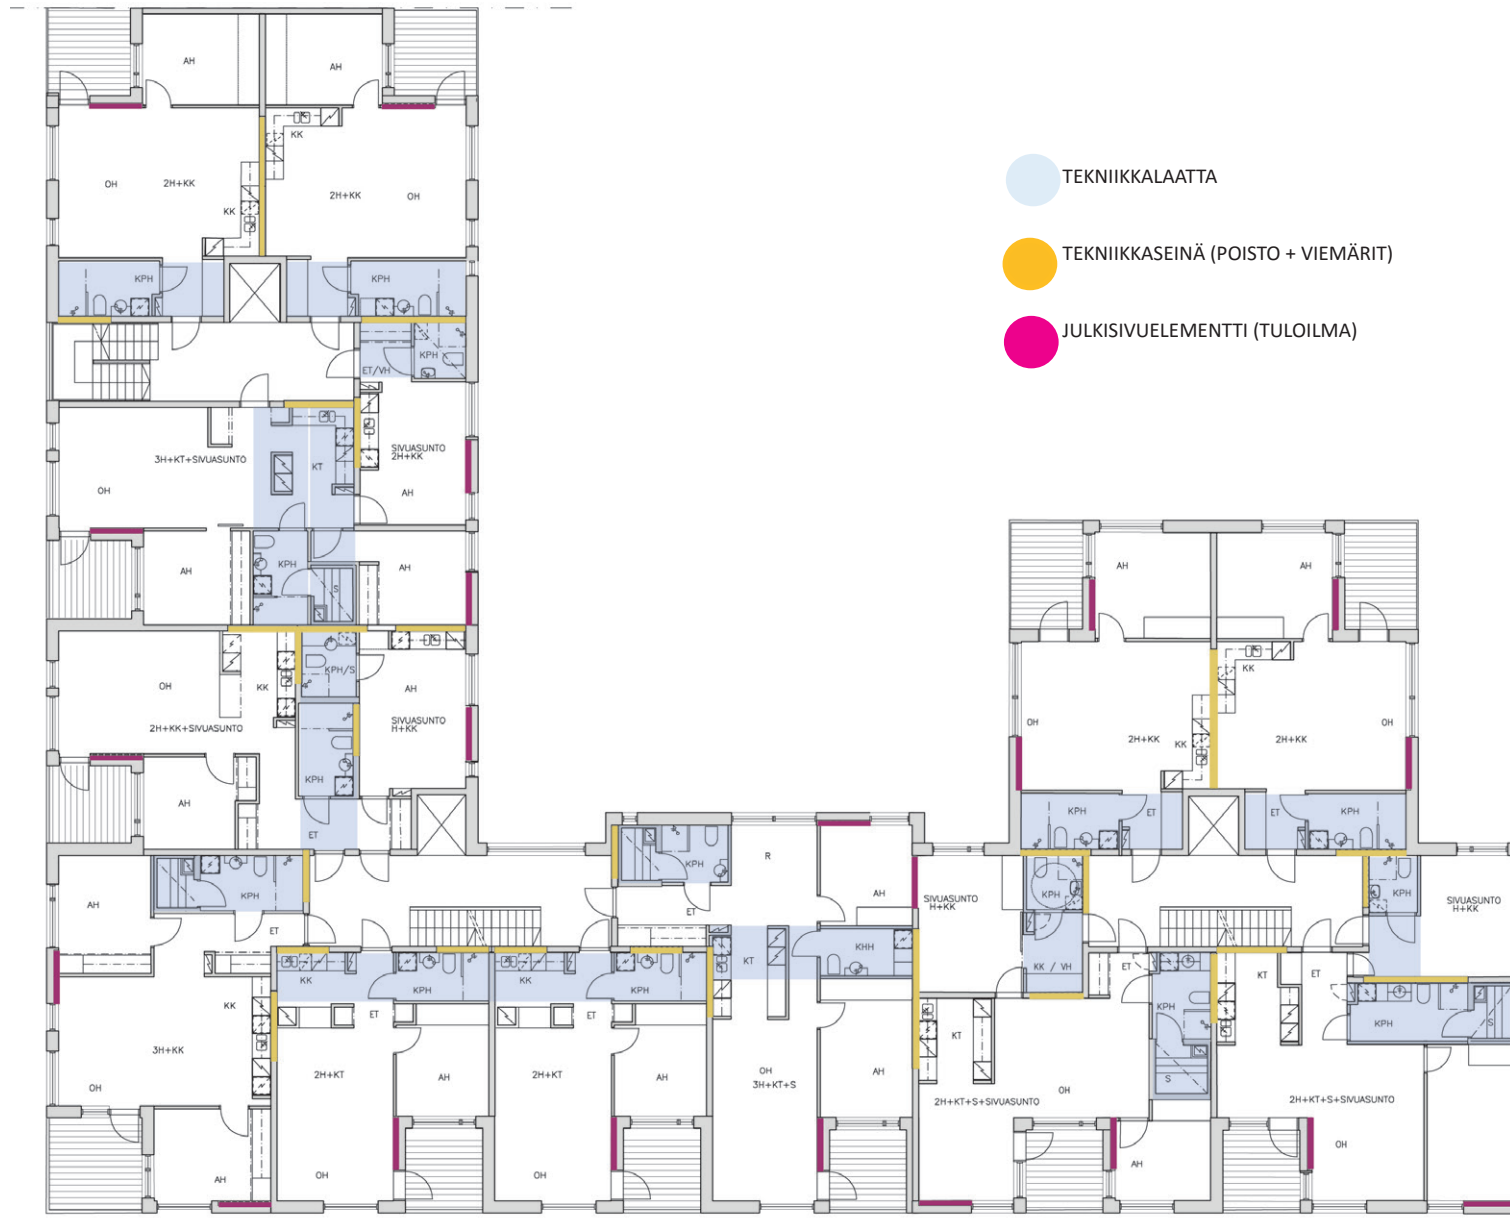 AH
AH
KK
OH
2H+KK
2H+KK
OH
KK
KPH
KPH
KPH
ET/VH
3H+KT+SIVUASUNTO
KT
SIVUASUNTO
2H+KK
OH
AH
AH
KPH
AH
S
OH
KK
KPH/S
AH
2H+KK+SIVUASUNTO
SIVUASUNTO
H+KK
KPH
AH
ET
TEKNIIKKALAATTA
TEKNIIKKASEINÄ (POISTO + VIEMÄRIT)
JULKISIVUELEMENTTI (TULOILMA)
AH
AH
KK
OH
OH
2H+KK
KK
2H+KK
KPH
ET
ET
KPH
AH
KPH
ET
KPH
R
ET
AH
SIVUASUNTO
H+KK
KPH
KPH
SIVUASUNTO
H+KK
KK
3H+KK
OH
AH
KK
KPH
ET
KK
KPH
ET
KT
KHH
KK / VH
ET
KPH
KT
ET
KPH
S
2H+KT
AH
2H+KT
AH
OH
3H+KT+S
AH
KT
2H+KT+S+SIVUASUNTO
OH
S
2H+KT+S+SIVUASUNTO
OH
OH
OH
AH